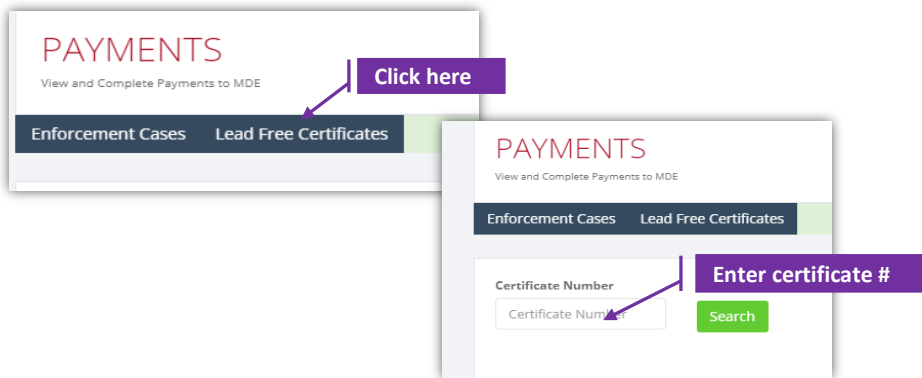 PAYMENTS
View and Complete Payments to MDE
Click here
Enforcement Cases Lead Free Certificates
PAYMENTS
View and Complete Payments to MDE
Enforcement Cases Lead Free Certificates
Enter certificate #
Certificate Number
Certificate Number
Search